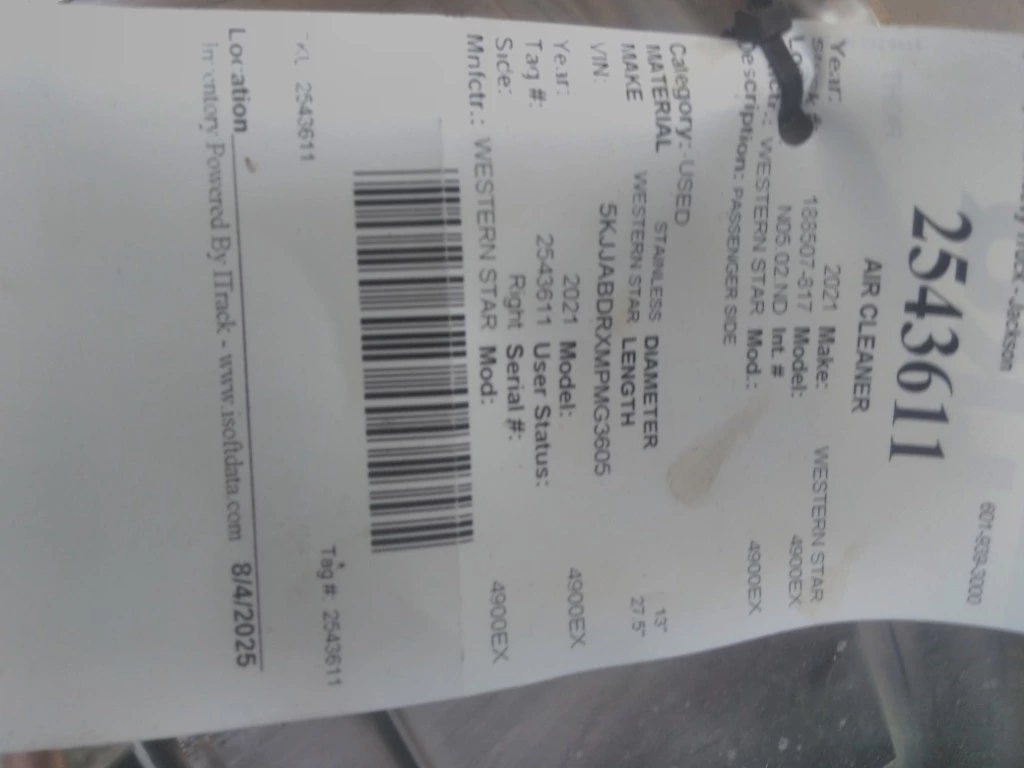 Truck - Jackson
601-939-3000
2543611
AIR CLEANER
Year: 2021 Make: WESTERN STAR
188507-817 Model: 4900EX
N05 02.ND Int. #
WESTERN STAR Mod.: 4900EX
Description: PASSENGER SIDE
Category: USED
MATERIAL STAINLESS DIAMETER 13"
MAKE WESTERN STAR LENGTH 27.5"
VIN: 5KJJABDRXMPMG3605
Year: 2021 Model: 4900EX
Tag #: 2543611 User Status:
Side: Right Serial #:
Mnfctr.: WESTERN STAR Mod: 4900EX
2543611 Tag #: 2543611
Location
Inventory Powered By ITrack - www.isoftdata.com 8/4/2025